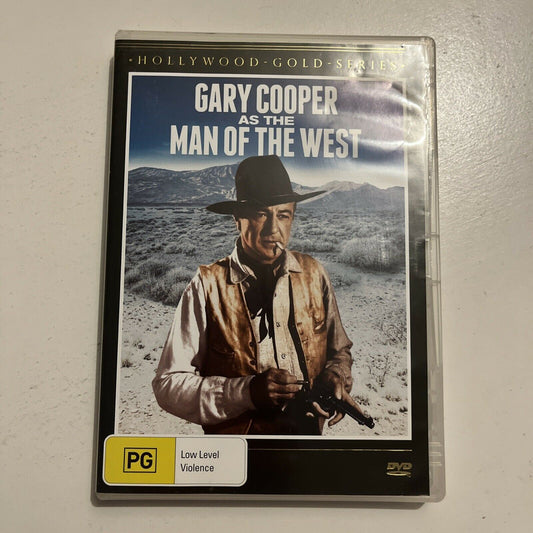 HOLLYWOOD-GOLD-SERIES
GARY COOPER
AS THE
MAN OF THE WEST
PG
Low Level
Violence
DVD